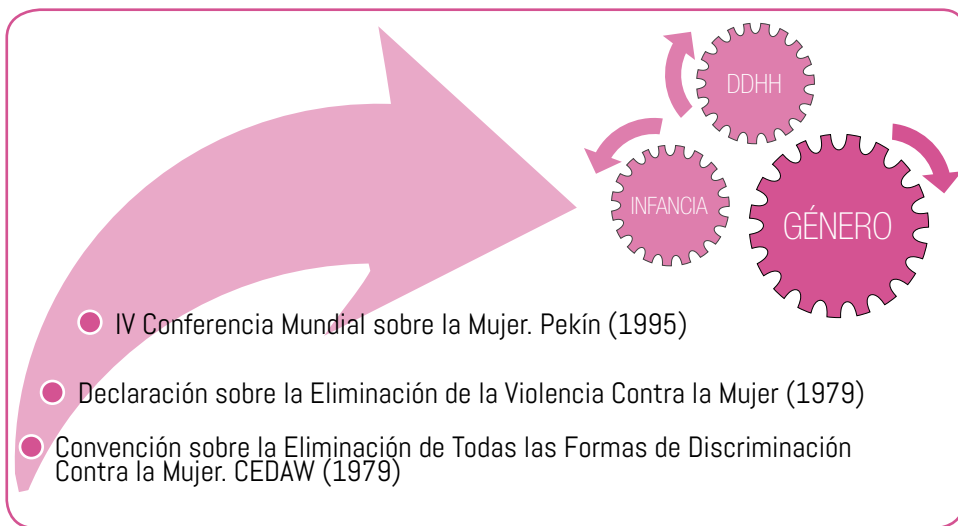 DDHH
INFANCIA
GÉNERO
IV Conferencia Mundial sobre la Mujer. Pekín (1995)
Declaración sobre la Eliminación de la Violencia Contra la Mujer (1979)
Convención sobre la Eliminación de Todas las Formas de Discriminación
Contra la Mujer. CEDAW (1979)